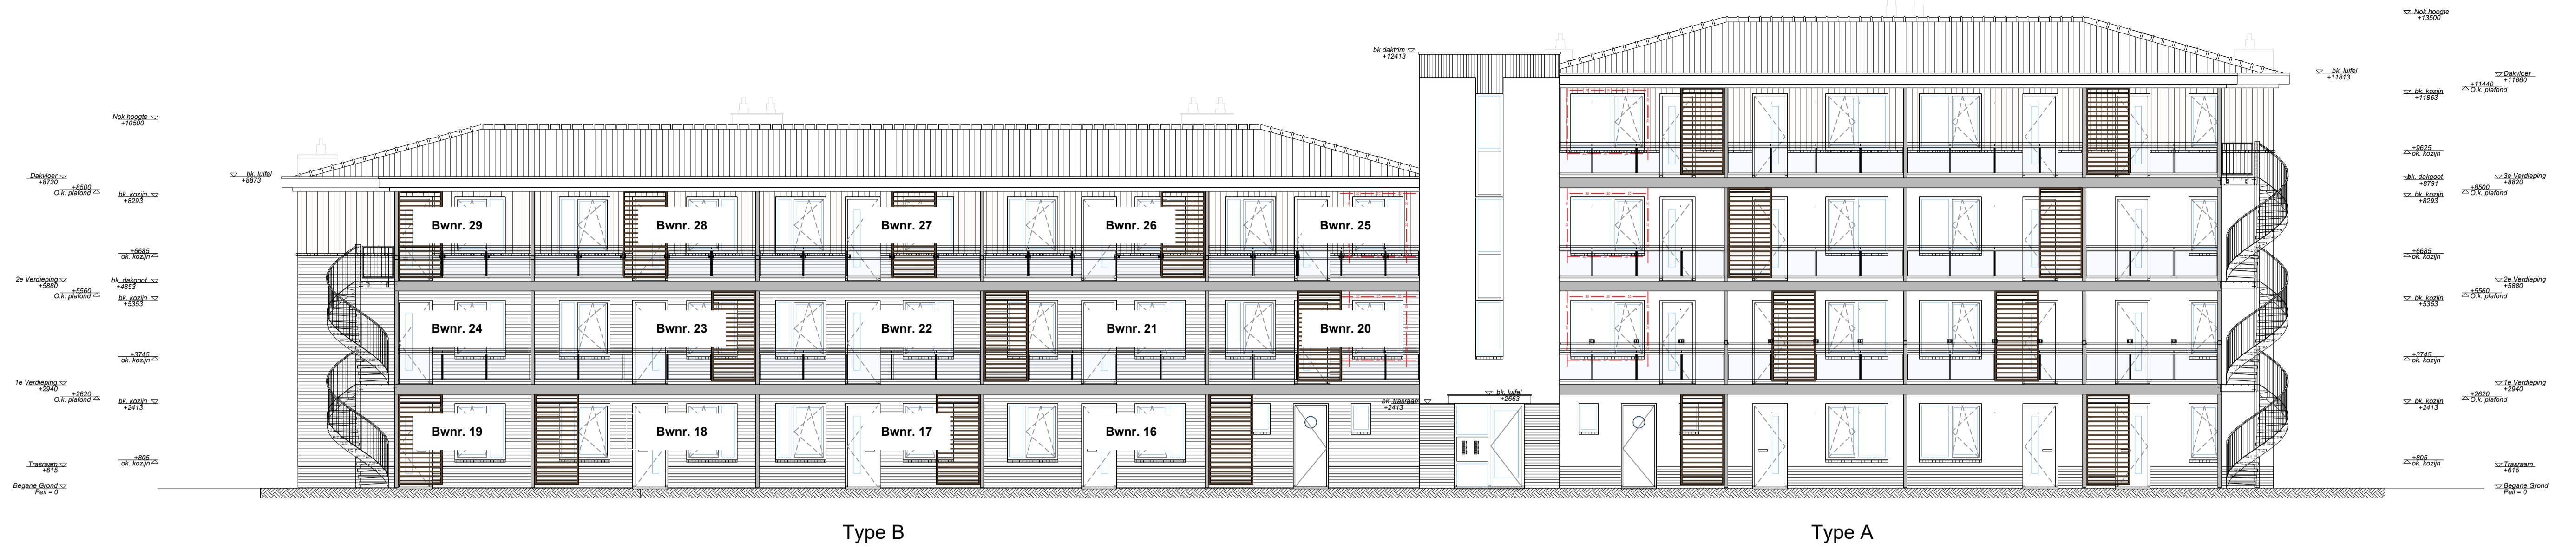 Nok hoogte
+13500
bk daktrim
+12413
bk. luifel
+11813
Dakvloer
+11660
+11440
O.k. plafond
bk. kozijn
+11863
Nok hoogte
+10500
+9625
ok. kozijn
Dakvloer
+8720
+8500
O.k. plafond
bk. kozijn
+8293
bk. luifel
+8873
bk. dakgoot
+8791
bk. kozijn
+8293
3e Verdieping
+8820
+8500
O.k. plafond
Bwnr. 29
Bwnr. 28
Bwnr. 27
Bwnr. 26
Bwnr. 25
+6685
ok. kozijn
+6685
ok. kozijn
2e Verdieping
+5880
+5560
O.k. plafond
bk. dakgoot
+4853
bk. kozijn
+5353
bk. kozijn
+5353
2e Verdieping
+5880
+5560
O.k. plafond
Bwnr. 24
Bwnr. 23
Bwnr. 22
Bwnr. 21
Bwnr. 20
+3745
ok. kozijn
+3745
ok. kozijn
1e Verdieping
+2940
+2620
O.k. plafond
bk. kozijn
+2413
bk. trasraam
+2413
bk. luifel
+2663
bk. kozijn
+2413
1e Verdieping
+2940
+2620
O.k. plafond
Bwnr. 19
Bwnr. 18
Bwnr. 17
Bwnr. 16
+805
ok. kozijn
Trasraam
+615
+805
ok. kozijn
Trasraam
+615
Begane Grond
Peil = 0
Begane Grond
Peil = 0
Type B
Type A